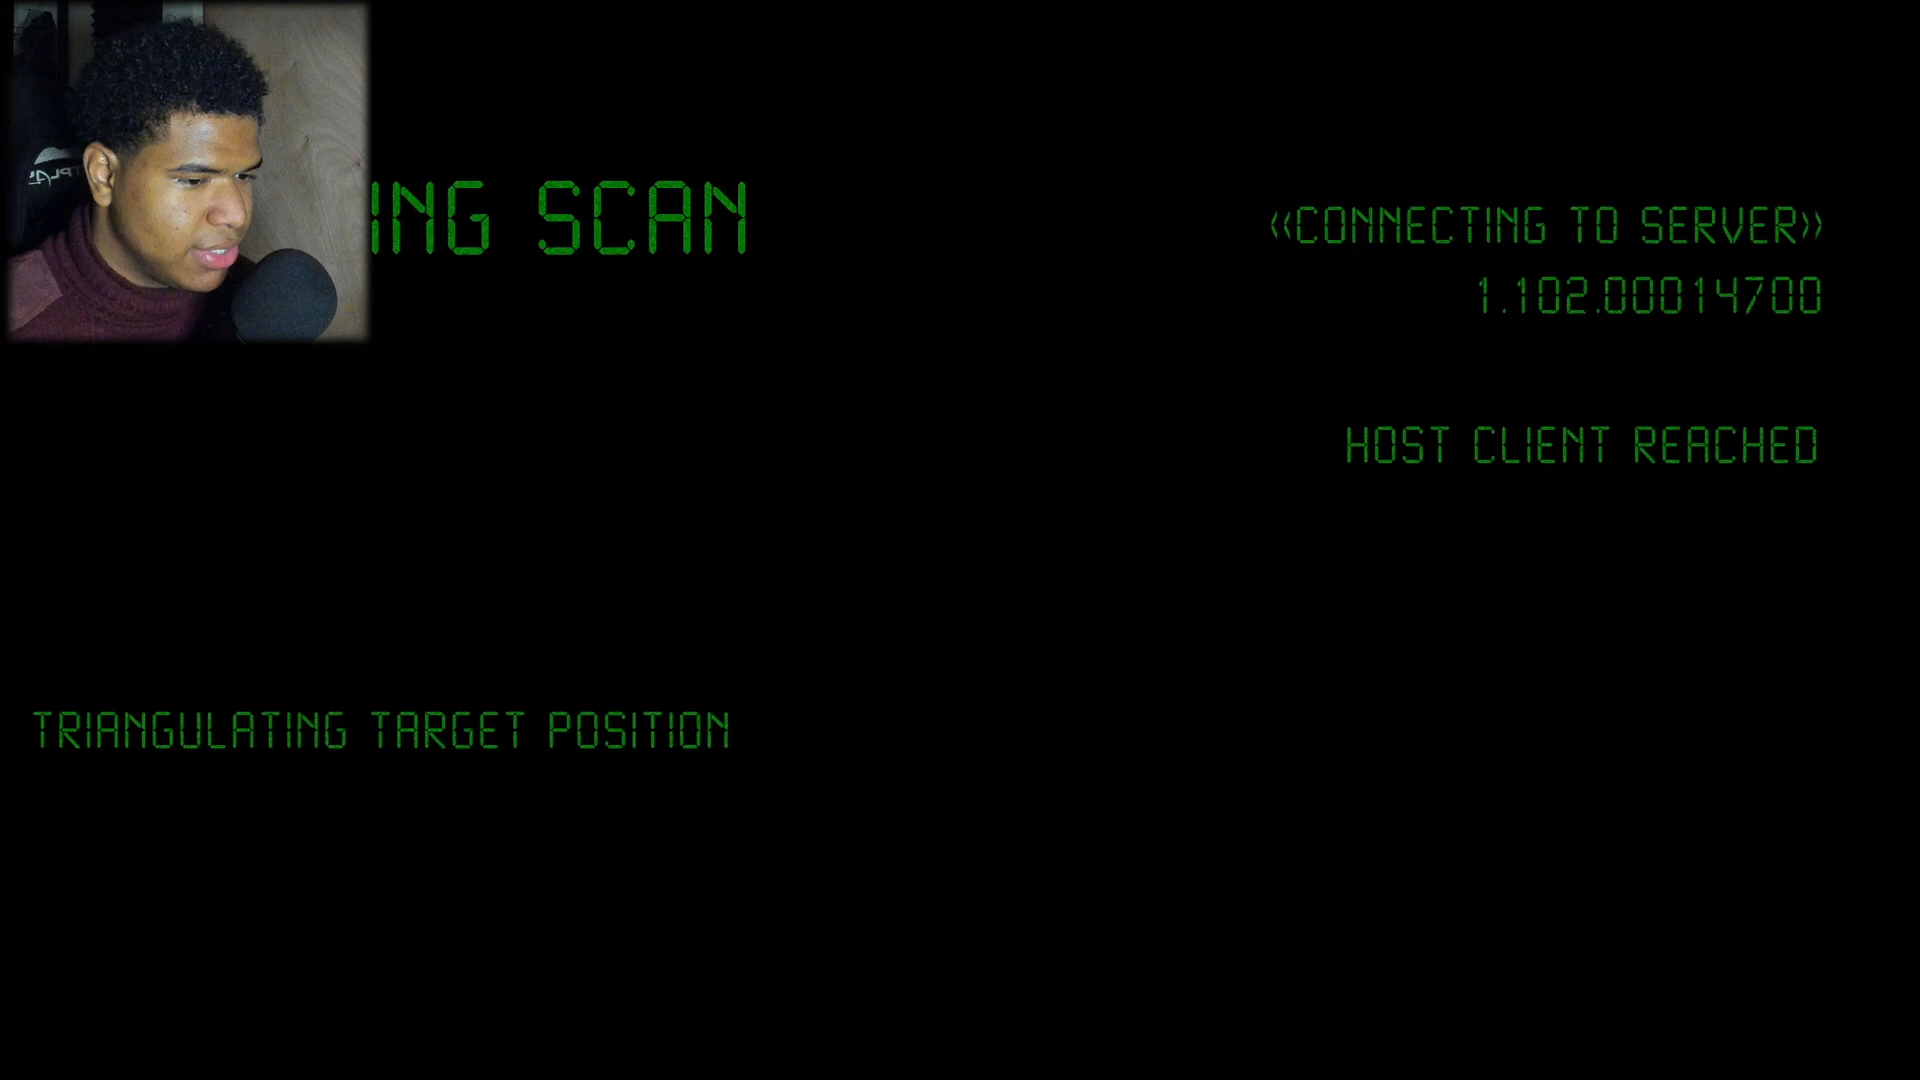 ING SCAN
‹‹CONNECTING TO SERVER››
1.102.00014700
HOST CLIENT REACHED
TRIANGULATING TARGET POSITION